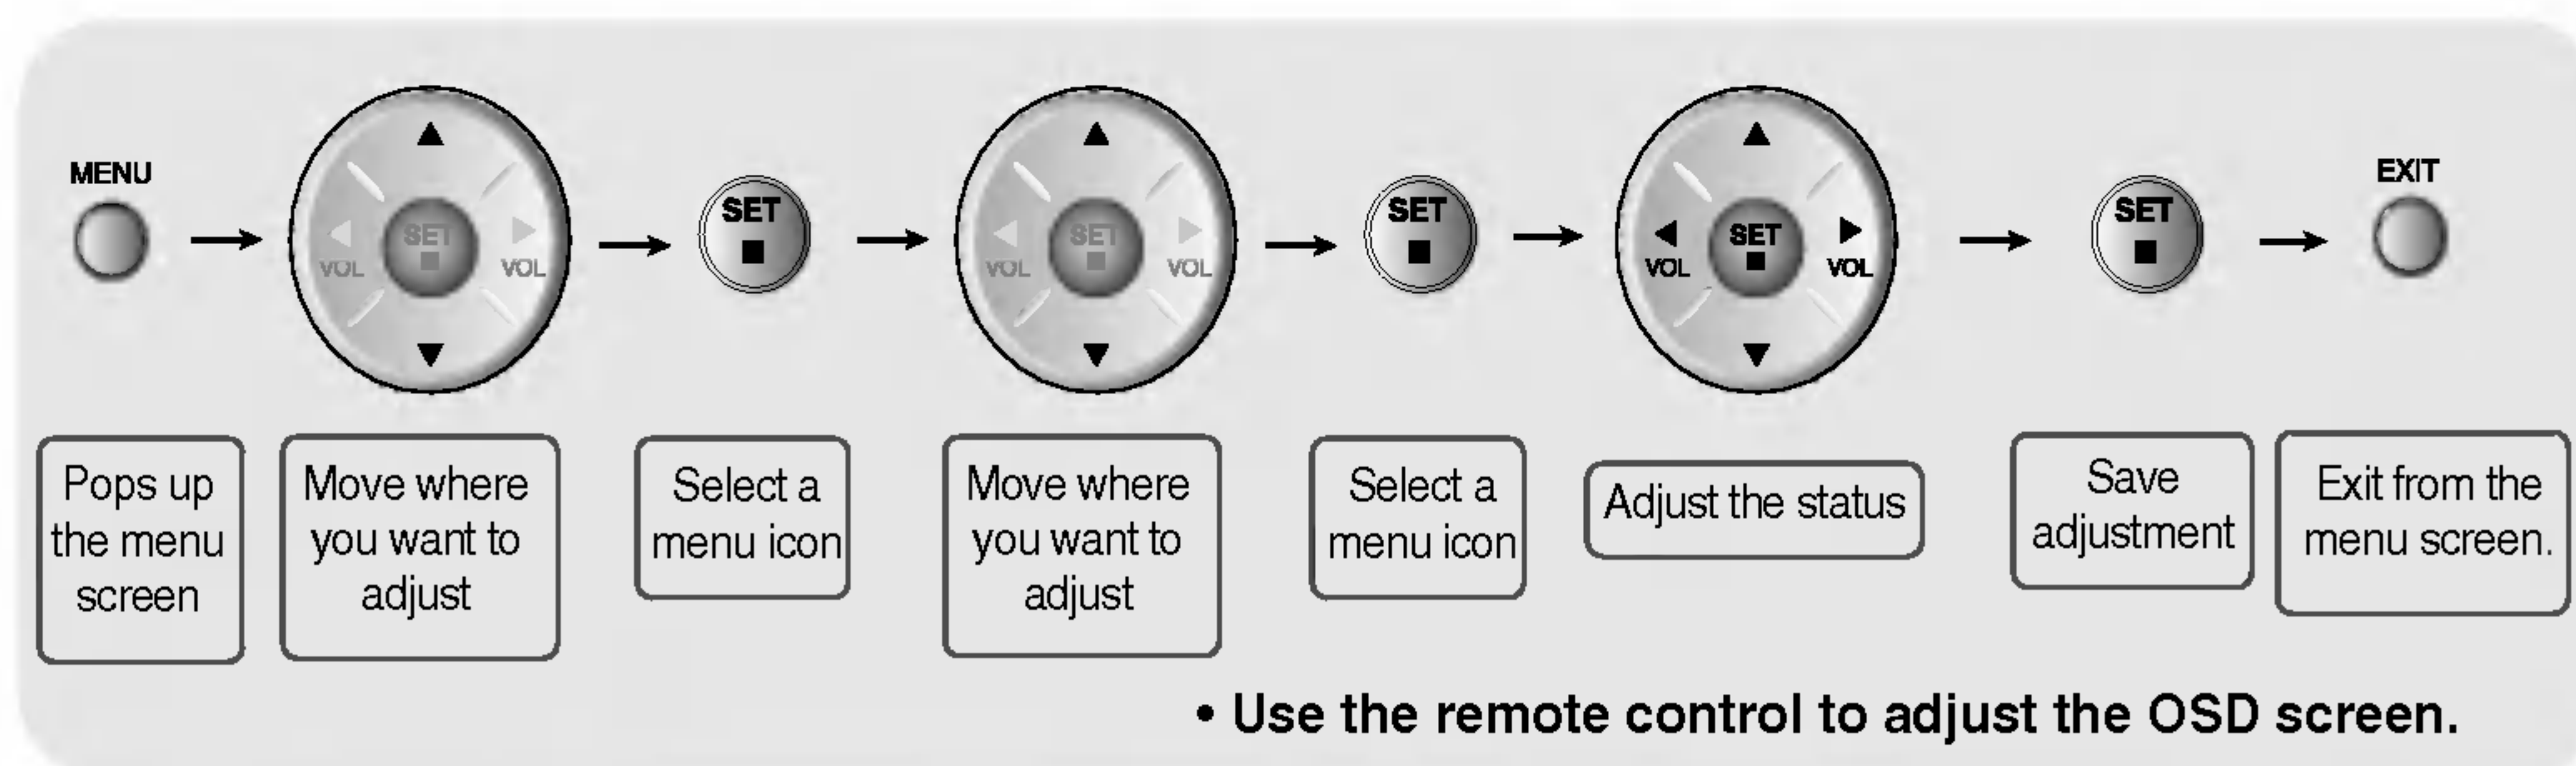 MENU
▲
◀ VOL
SET
■
▶ VOL
▼
SET
■
▲
◀ VOL
SET
■
▶ VOL
▼
SET
■
▲
◀ VOL
SET
■
▶ VOL
▼
SET
■
EXIT
Pops up
the menu
screen
Move where
you want to
adjust
Select a
menu icon
Move where
you want to
adjust
Select a
menu icon
Adjust the status
Save
adjustment
Exit from the
menu screen.
• Use the remote control to adjust the OSD screen.